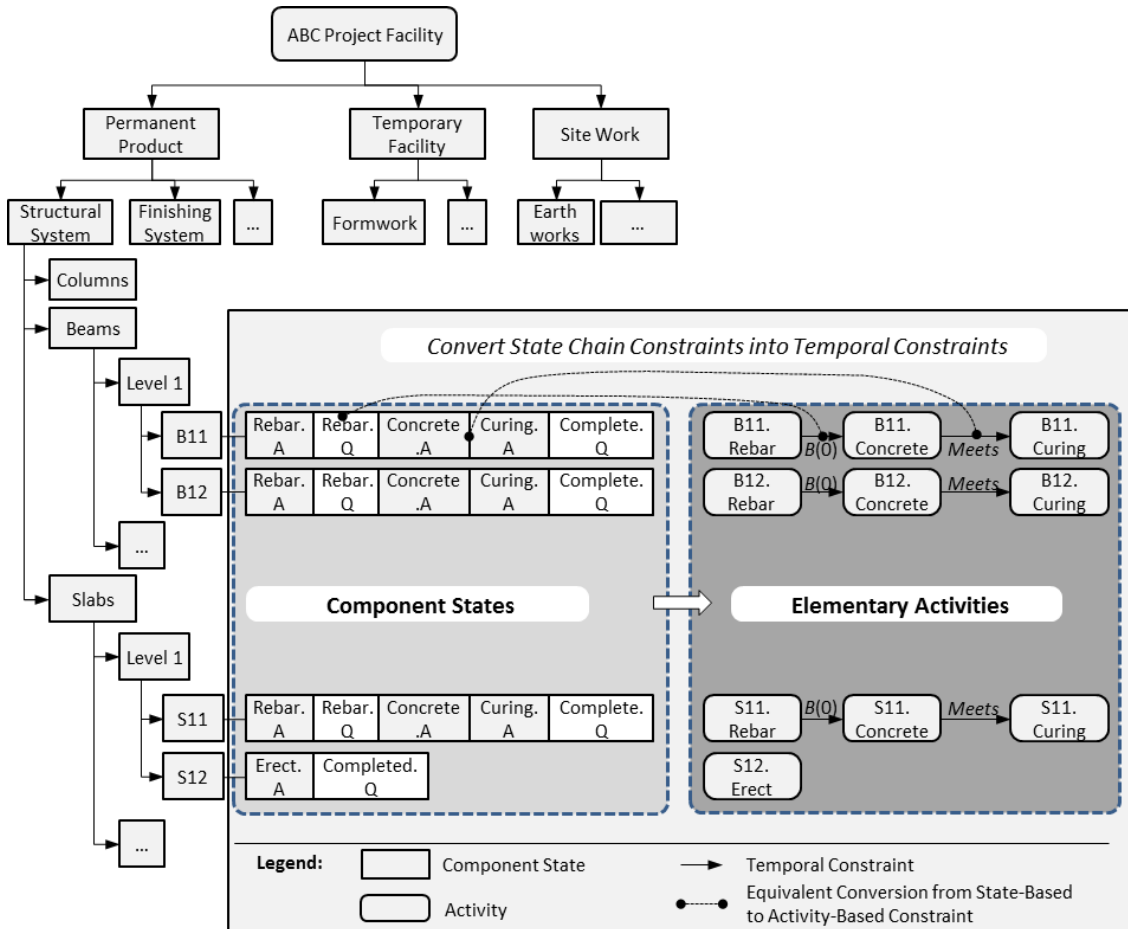 ABC Project Facility
Permanent
Product
Temporary
Facility
Site Work
Structural
System
Finishing
System
...
Formwork
...
Earth
works
...
Columns
Beams
Convert State Chain Constraints into Temporal Constraints
Level 1
B11
Rebar.
A
Rebar.
Q
Concrete
.A
Curing.
A
Complete.
Q
B11.
Rebar
B(0)
B11.
Concrete
Meets
B11.
Curing
B12
Rebar.
A
Rebar.
Q
Concrete
.A
Curing.
A
Complete.
Q
B12.
Rebar
B(0)
B12.
Concrete
Meets
B12.
Curing
...
Slabs
Component States
Elementary Activities
Level 1
S11
Rebar.
A
Rebar.
Q
Concrete
.A
Curing.
A
Complete.
Q
S11.
Rebar
B(0)
S11.
Concrete
Meets
S11.
Curing
S12
Erect.
A
Completed.
Q
S12.
Erect
...
Legend:
Component State
Temporal Constraint
Activity
Equivalent Conversion from State-Based
to Activity-Based Constraint